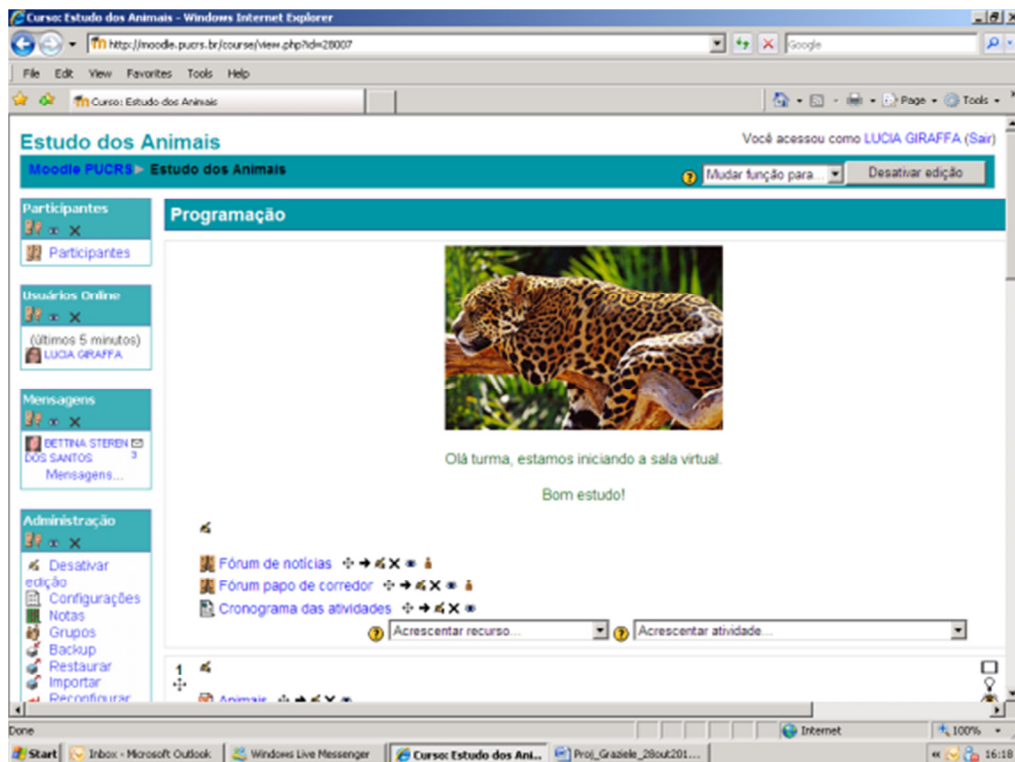 Curso: Estudo dos Animais - Windows Internet Explorer
http://moodle.pucrs.br/course/view.php?id=28007
Google
File Edit View Favorites Tools Help
Curso: Estudo dos Animais
Page Tools
Estudo dos Animais
Você acessou como LUCIA GIRAFFA (Sair)
Moodle PUCRS ► Estudo dos Animais
Mudar função para...
Desativar edição
Participantes
Participantes
Usuários Online
(últimos 5 minutos)
LUCIA GIRAFFA
Mensagens
BETTINA STEREN
DOS SANTOS 3
Mensagens...
Administração
Desativar
edição
Configurações
Notas
Grupos
Backup
Restaurar
Importar
Reconfigurar
Programação
Olá turma, estamos iniciando a sala virtual.
Bom estudo!
Fórum de notícias
Fórum papo de corredor
Cronograma das atividades
Acrescentar recurso...
Acrescentar atividade...
1
Animais
Done
Internet
100%
Start
Inbox - Microsoft Outlook
Windows Live Messenger
Curso: Estudo dos Ani...
Proj_Graziele_28out201...
16:18